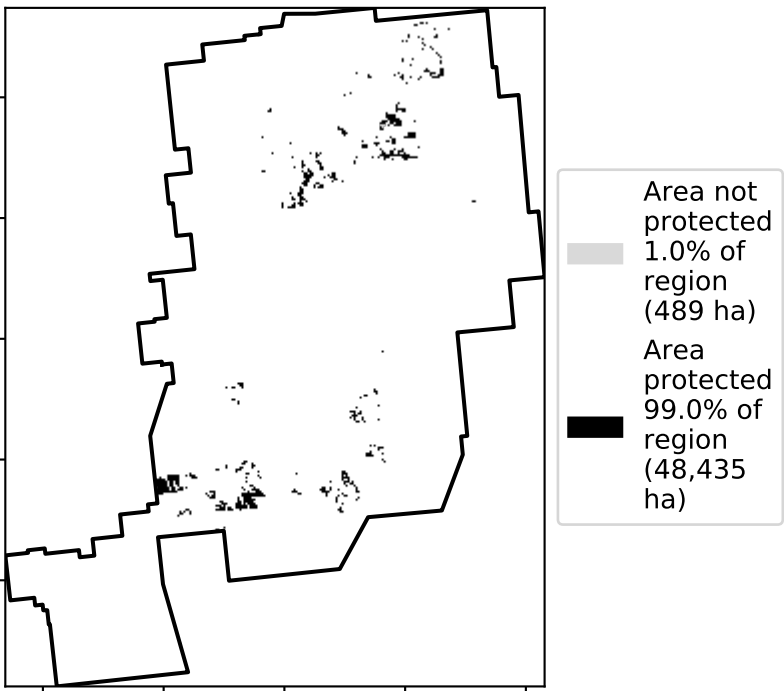 Area not
protected
1.0% of
region
(489 ha)
Area
protected
99.0% of
region
(48,435
ha)